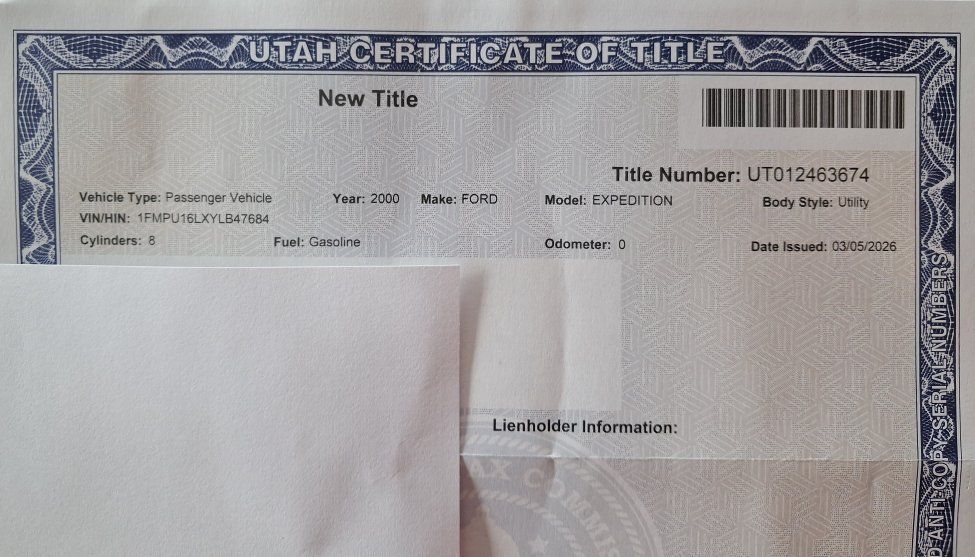 UTAH CERTIFICATE OF TITLE
New Title
Title Number: UT012463674
Vehicle Type: Passenger Vehicle Year: 2000 Make: FORD Model: EXPEDITION Body Style: Utility
VIN/HIN: 1FMPU16LXYLB47684
Cylinders: 8 Fuel: Gasoline Odometer: 0 Date Issued: 03/05/2026
Lienholder Information:
AX COMMIS
ANTI-COPY SERIAL NUMBERS